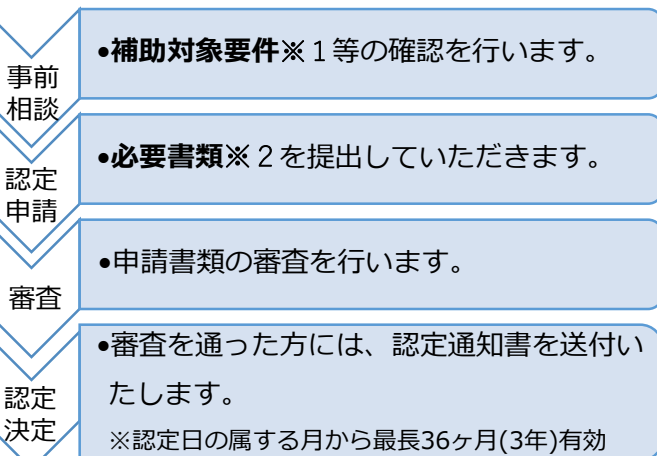 事前
相談
•補助対象要件※１等の確認を行います。
認定
申請
•必要書類※２を提出していただきます。
審査
•申請書類の審査を行います。
認定
決定
•審査を通った方には、認定通知書を送付い
たします。
※認定日の属する月から最長36ヶ月(3年)有効